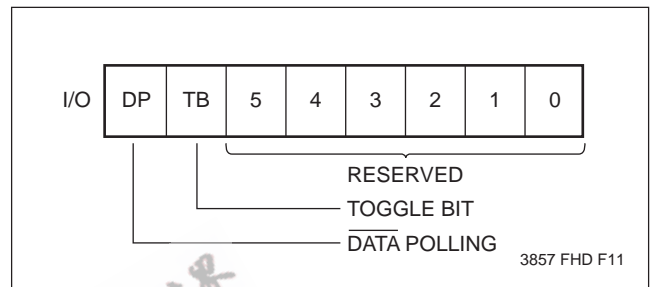 I/O DP TB 5 4 3 2 1 0
RESERVED
TOGGLE BIT
DATA POLLING
3857 FHD F11